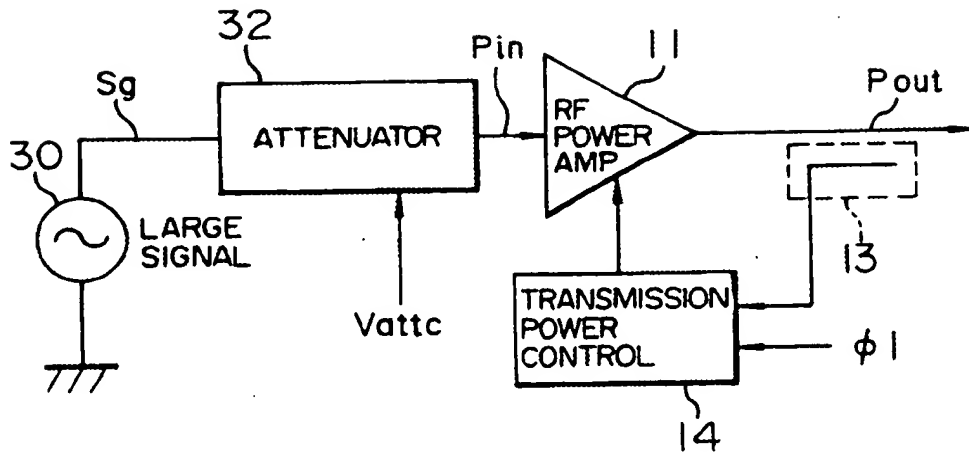 32
Sg
ATTENUATOR
Pin
11
RF
POWER
AMP
Pout
30
LARGE
SIGNAL
Vattc
13
TRANSMISSION
POWER
CONTROL
ϕ1
14